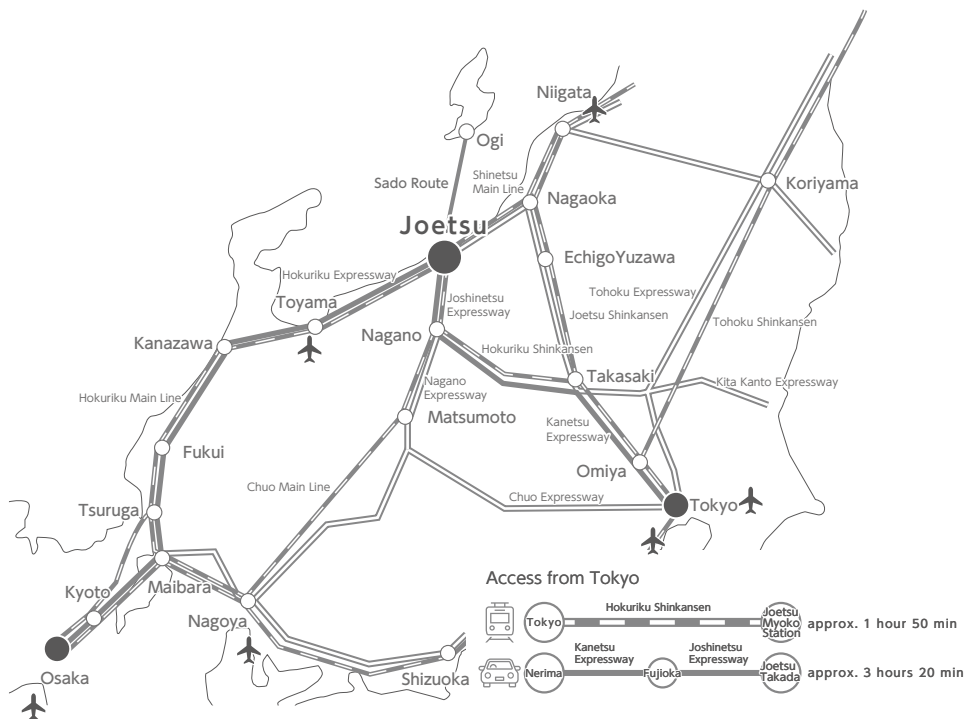 Niigata
Ogi
Sado Route
Shinetsu
Main Line
Koriyama
Nagaoka
Joetsu
EchigoYuzawa
Hokuriku Expressway
Tohoku Expressway
Toyama
Joshinetsu
Expressway
Joetsu Shinkansen
Tohoku Shinkansen
Kanazawa
Nagano
Hokuriku Shinkansen
Takasaki
Kita Kanto Expressway
Nagano
Expressway
Hokuriku Main Line
Matsumoto
Kanetsu
Expressway
Fukui
Omiya
Chuo Main Line
Chuo Expressway
Tsuruga
Tokyo
Kyoto
Maibara
Nagoya
Osaka
Shizuoka
Access from Tokyo
Hokuriku Shinkansen
Tokyo
Joetsu
Myoko
Station
approx. 1 hour 50 min
Kanetsu
Expressway
Joshinetsu
Expressway
Nerima
Fujioka
Joetsu
Takada
approx. 3 hours 20 min